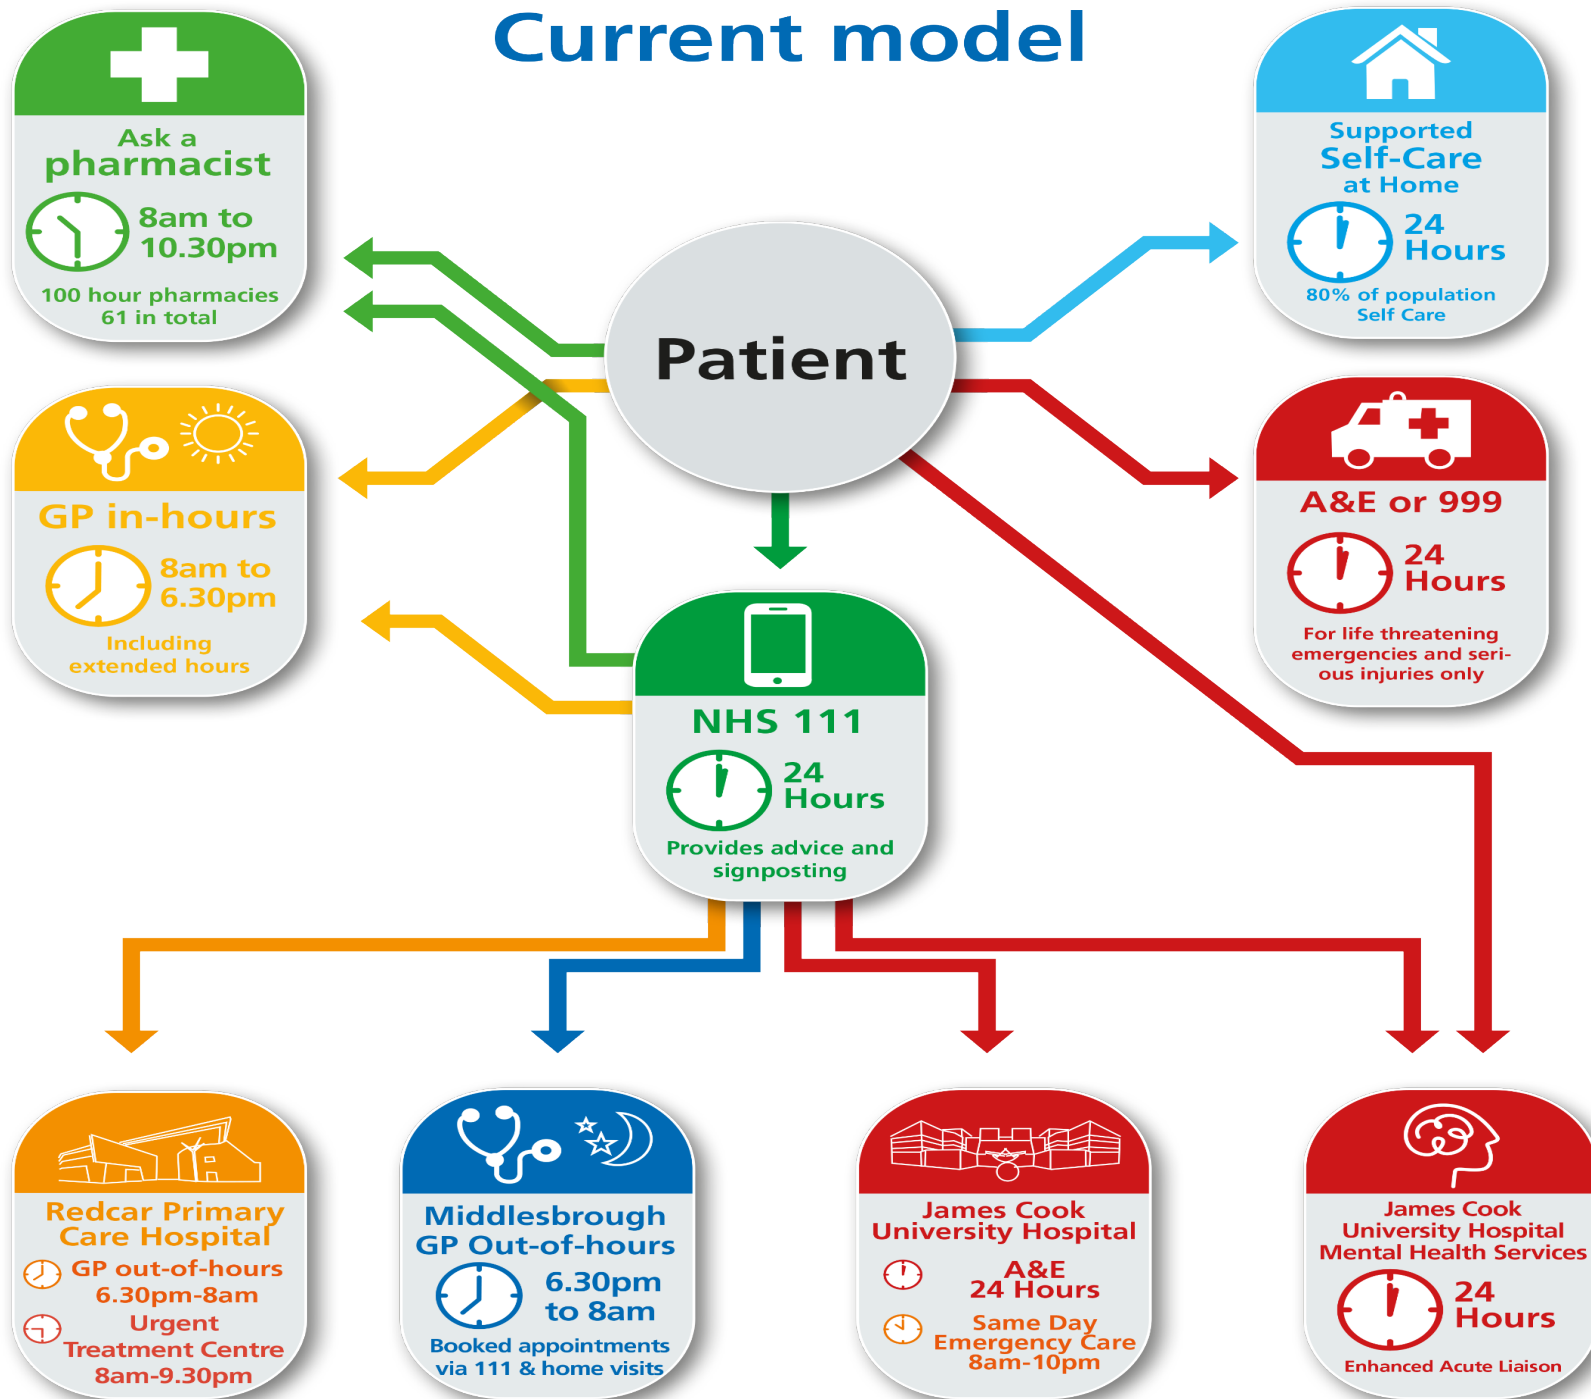 Current model
Ask a
pharmacist
8am to
10.30pm
100 hour pharmacies
61 in total
Supported
Self-Care
at Home
24
Hours
80% of population
Self Care
Patient
GP in-hours
8am to
6.30pm
Including
extended hours
A&E or 999
24
Hours
For life threatening
emergencies and seri-
ous injuries only
NHS 111
24
Hours
Provides advice and
signposting
Redcar Primary
Care Hospital
GP out-of-hours
6.30pm-8am
Urgent
Treatment Centre
8am-9.30pm
Middlesbrough
GP Out-of-hours
6.30pm
to 8am
Booked appointments
via 111 & home visits
James Cook
University Hospital
A&E
24 Hours
Same Day
Emergency Care
8am-10pm
James Cook
University Hospital
Mental Health Services
24
Hours
Enhanced Acute Liaison